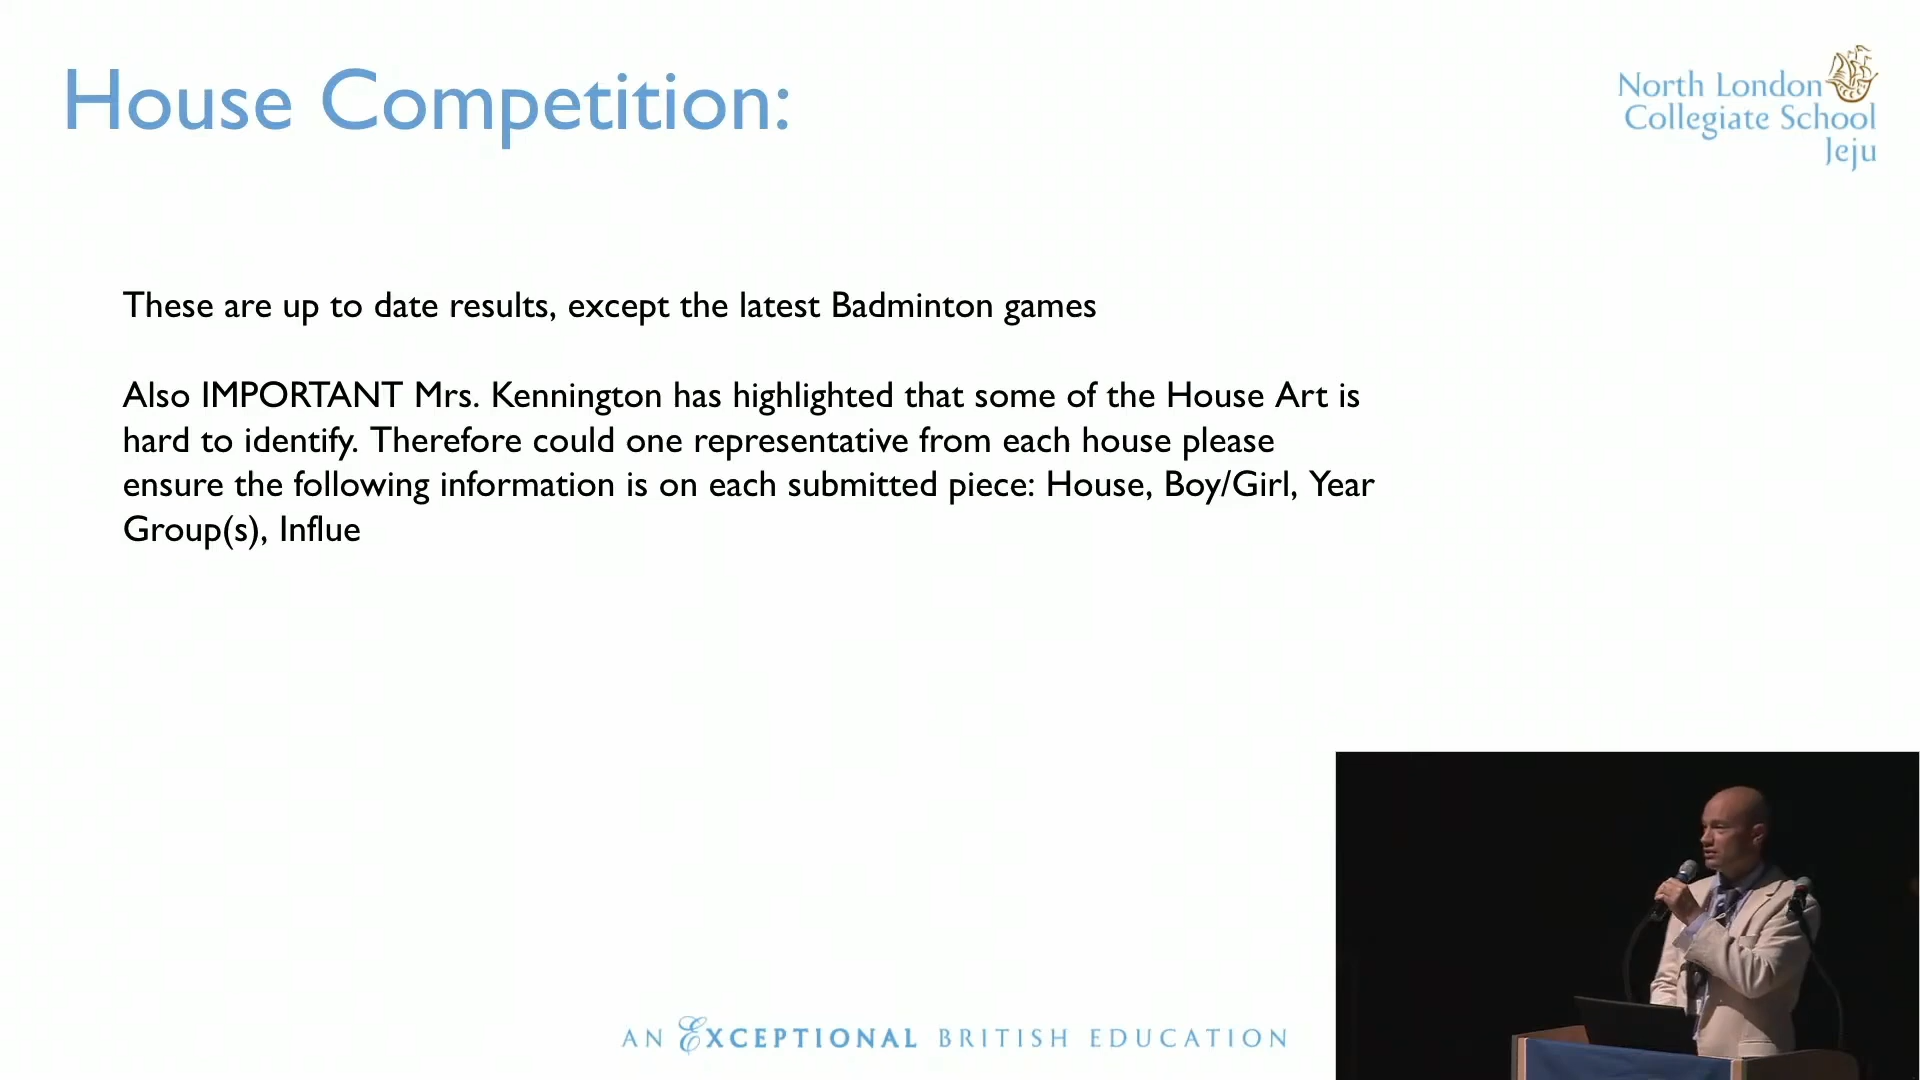 House Competition:
North London
Collegiate School
Jeju
These are up to date results, except the latest Badminton games
Also IMPORTANT Mrs. Kennington has highlighted that some of the House Art is
hard to identify. Therefore could one representative from each house please
ensure the following information is on each submitted piece: House, Boy/Girl, Year
Group(s), Influe
AN EXCEPTIONAL BRITISH EDUCATION